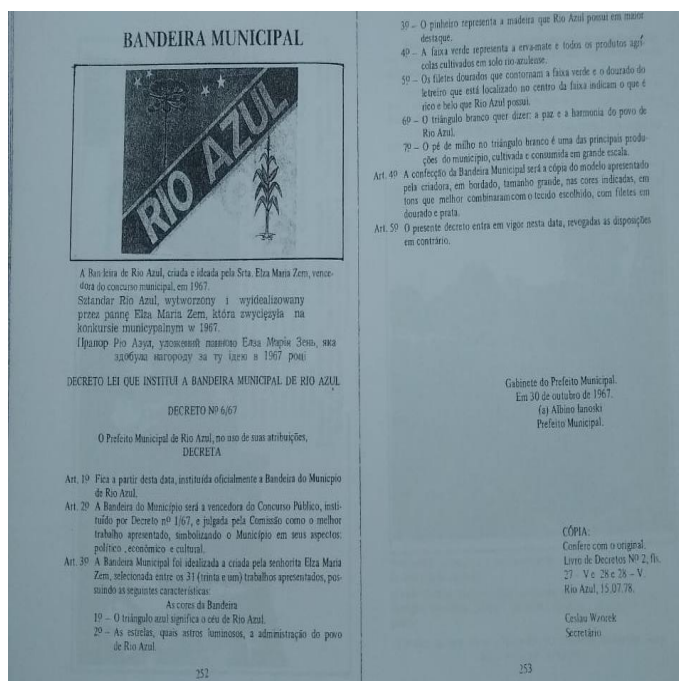 BANDEIRA MUNICIPAL
RIO AZUL
A Bandeira de Rio Azul, criada e ideada pela Srta. Elza Maria Zem, vence-
dora do concurso municipal, em 1967.
Sztandar Rio Azul, wytworzony i wyidealizowany
przez pannę Elza Maria Zem, która zwyciężyła na
konkursie municypalnym w 1967.
Прапор Ріо Азул, уложений панною Елза Марія Зень, яка
здобула нагороду за ту ідею в 1967 році
DECRETO LEI QUE INSTITUI A BANDEIRA MUNICIPAL DE RIO AZUL
DECRETO Nº 6/67
O Prefeito Municipal de Rio Azul, no uso de suas atribuições,
DECRETA
Art. 1º Fica a partir desta data, instituída oficialmente a Bandeira do Municpio
de Rio Azul.
Art. 2º A Bandeira do Município será a vencedora do Concurso Público, insti-
tuído por Decreto nº 1/67, e julgada pela Comissão como o melhor
trabalho apresentado, simbolizando o Município em seus aspectos:
político, econômico e cultural.
Art. 3º A Bandeira Municipal foi idealizada a criada pela senhorita Elza Maria
Zem, selecionada entre os 31 (trinta e um) trabalhos apresentados, pos-
suindo as seguintes características:
As cores da Bandeira
1º – O triângulo azul significa o céu de Rio Azul.
2º – As estrelas, quais astros luminosos, a administração do povo
de Rio Azul.
252
3º – O pinheiro representa a madeira que Rio Azul possui em maior
destaque.
4º – A faixa verde representa a erva-mate e todos os produtos agrí-
colas cultivados em solo rio-azulense.
5º – Os filetes dourados que contornam a faixa verde e o dourado do
letreiro que está localizado no centro da faixa indicam o que é
rico e belo que Rio Azul possui.
6º – O triângulo branco quer dizer: a paz e a harmonia do povo de
Rio Azul.
7º – O pé de milho no triângulo branco é uma das principais produ-
ções do município, cultivada e consumida em grande escala.
Art. 4º A confecção da Bandeira Municipal será a cópia do modelo apresentado
pela criadora, em bordado, tamanho grande, nas cores indicadas, em
tons que melhor combinaram com o tecido escolhido, com filetes em
dourado e prata.
Art. 5º O presente decreto entra em vigor nesta data, revegadas as disposições
em contrário.
Gabinete do Prefeito Municipal.
Em 30 de outubro de 1967.
(a) Albino Ianoski
Prefeito Municipal.
CÓPIA:
Confere com o original.
Livro de Decretos Nº 2, fls.
27 – V e 28 e 28 – V.
Rio Azul, 15.07.78.
Ceslau Wzorek
Secretário
253